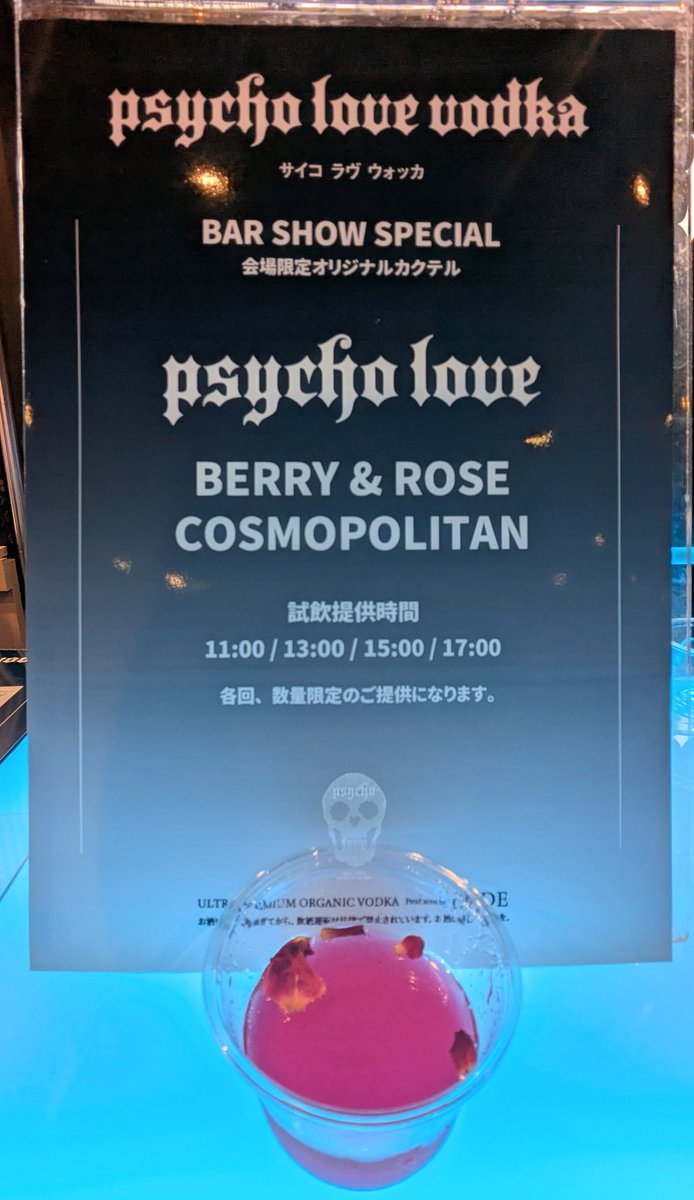 psycho love vodka
サイコ ラヴ ウォッカ
BAR SHOW SPECIAL
会場限定オリジナルカクテル
psycho love
BERRY & ROSE
COSMOPOLITAN
試飲提供時間
11:00 / 13:00 / 15:00 / 17:00
各回、数量限定のご提供になります。
psycho
ORGANIC VODKA